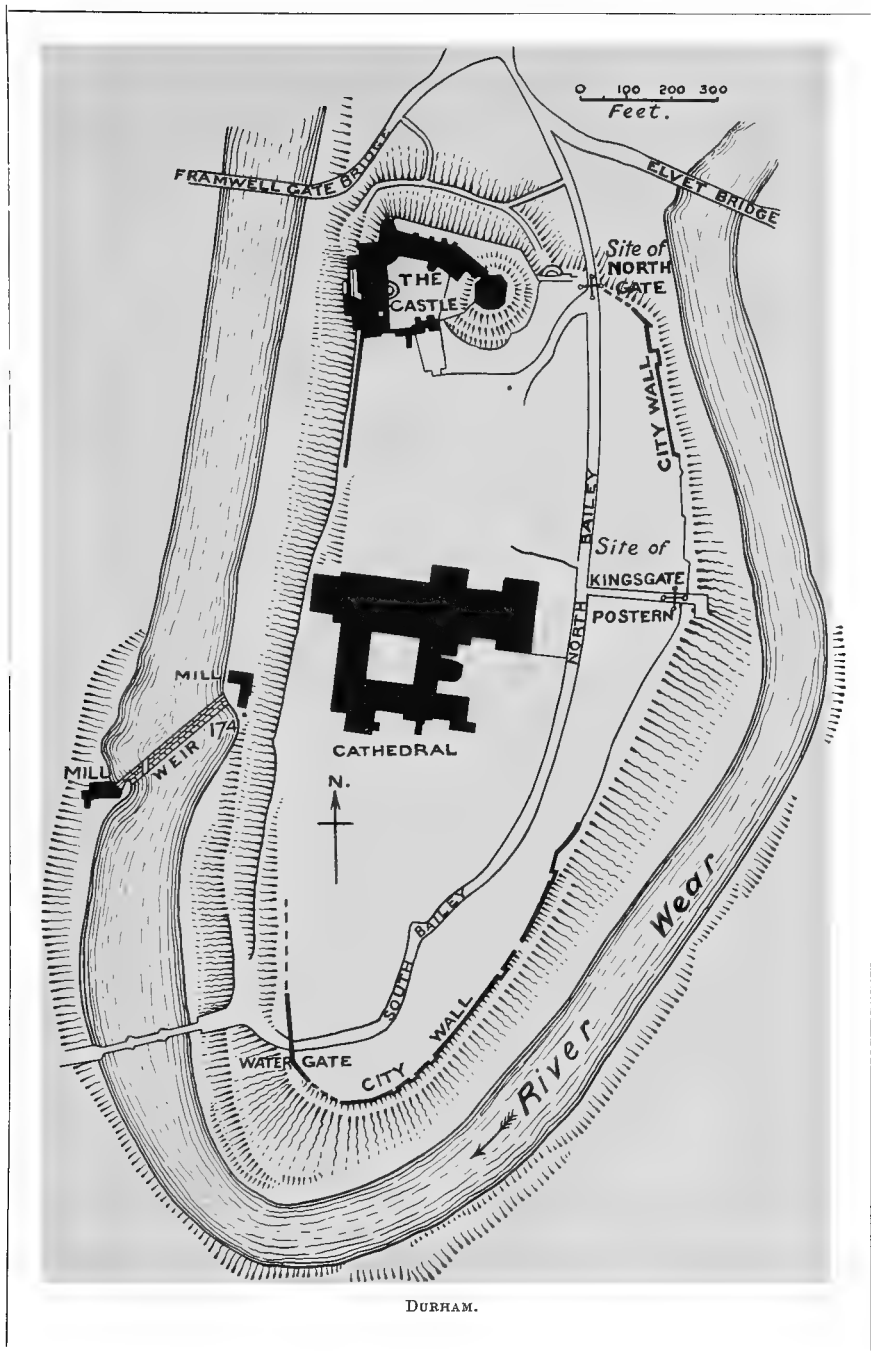 0 100 200 300
Feet.
FRAMWELL GATE BRIDGE
ELVET BRIDGE
Site of
NORTH
GATE
THE
CASTLE
CITY WALL
NORTH BAILEY
Site of
KINGSGATE
POSTERN
MILL
174
WEIR
MILL
CATHEDRAL
N.
SOUTH BAILEY
WATER GATE
CITY WALL
River Wear
DURHAM.